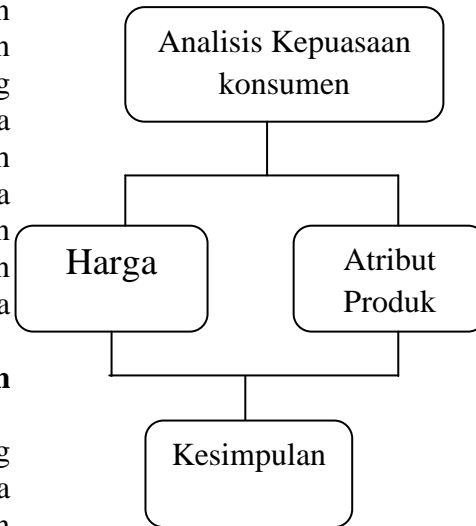 Analisis Kepuasaan
konsumen
Harga
Atribut
Produk
Kesimpulan